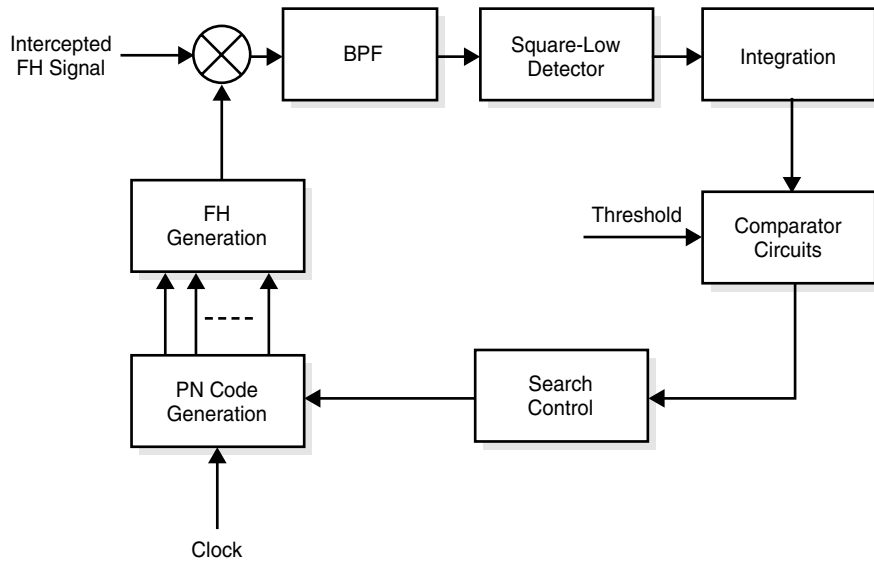 Intercepted
FH Signal
BPF
Square-Low
Detector
Integration
FH
Generation
Threshold
Comparator
Circuits
PN Code
Generation
Search
Control
Clock